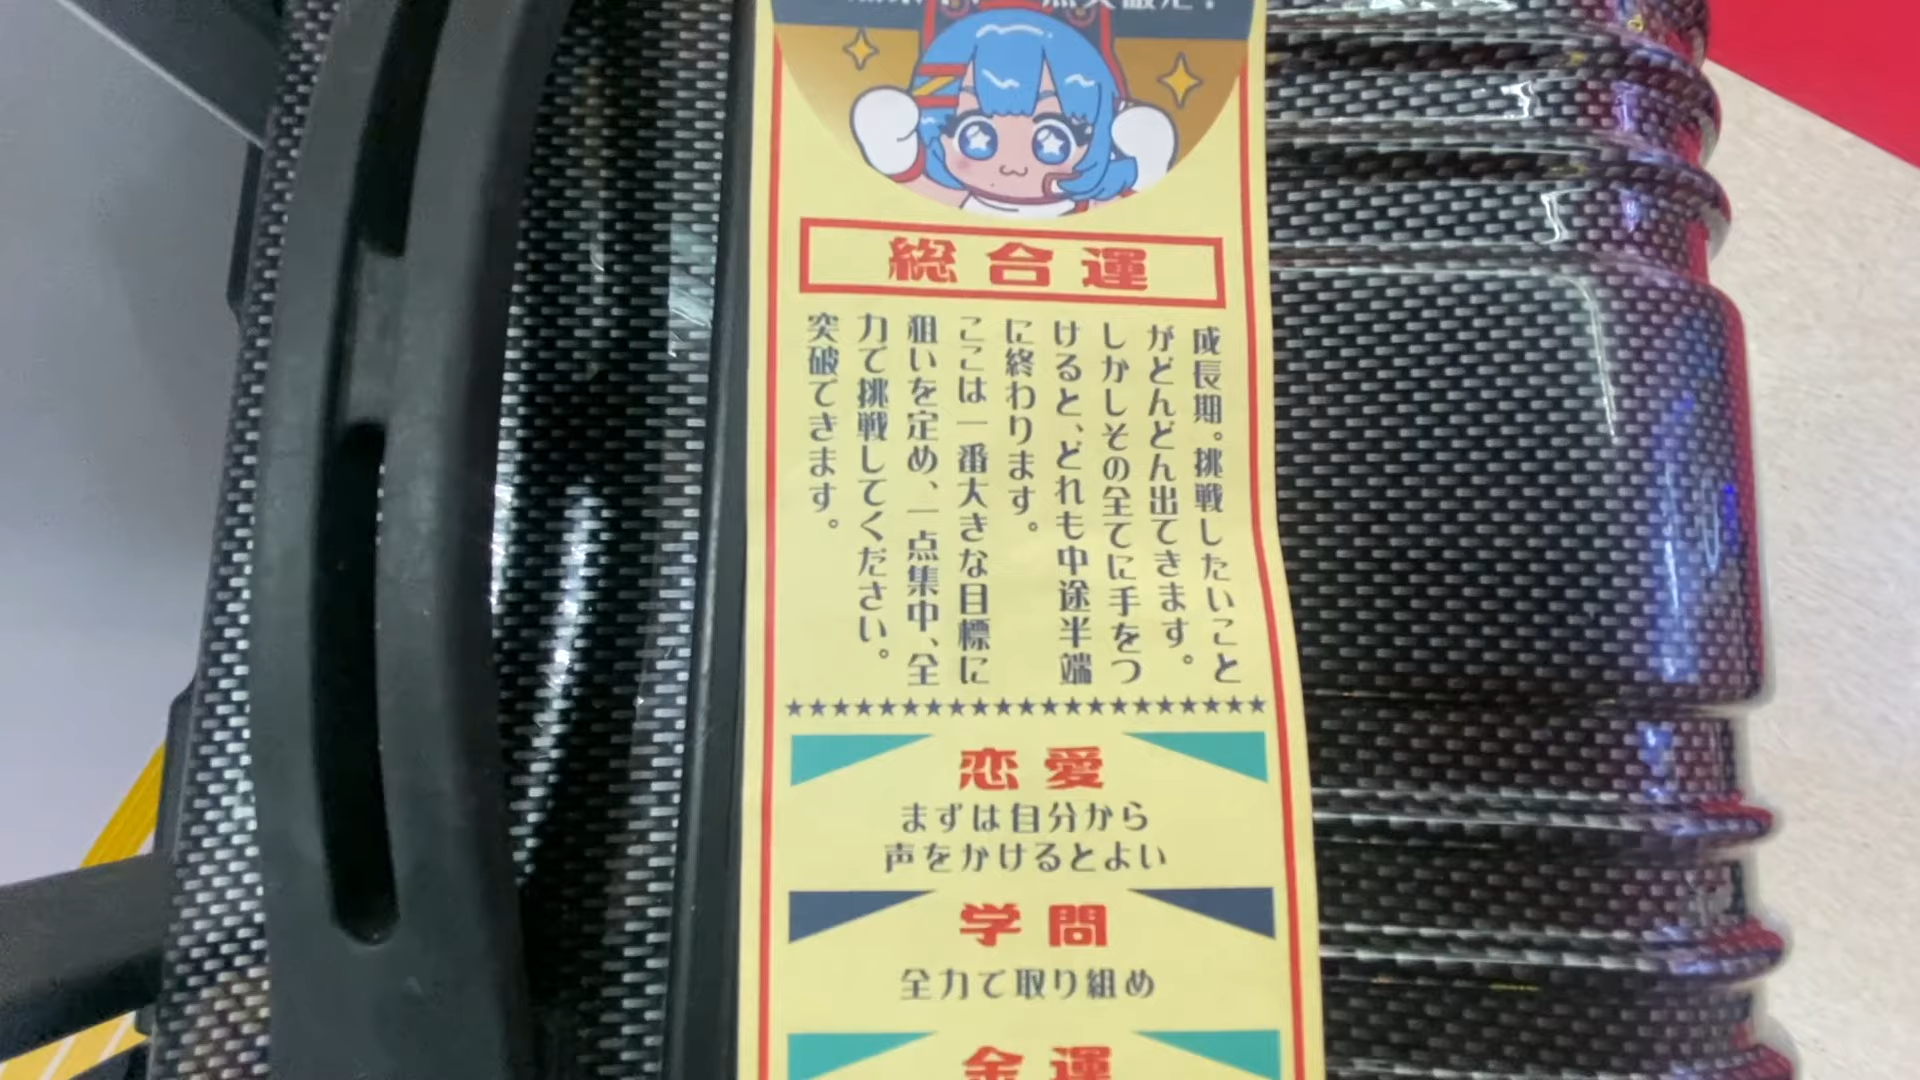 総合運
成長期。挑戦したいこと
がどんどん出てきます。
しかしその全てに手をつ
けると、どれも中途半端
に終わります。
ここは一番大きな目標に
狙いを定め、一点集中、全
力で挑戦してください。
突破できます。
★★★★★★★★★★★★★★★★★★★★
恋愛
まずは自分から
声をかけるとよい
学問
全力で取り組め
金運